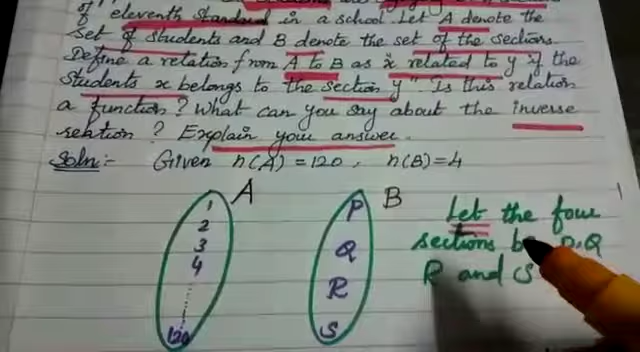 of eleventh standard in a school. Let A denote the
set of students and B denote the set of the sections.
Define a relation from A to B as "x related to y if the
students x belongs to the section y" Is this relation
a function? What can you say about the inverse
relation? Explain your answer.
Soln:- Given n(A) = 120, n(B)=4
A
1
2
3
4
120
B
P
Q
R
S
Let the four
sections be P,Q
R and S